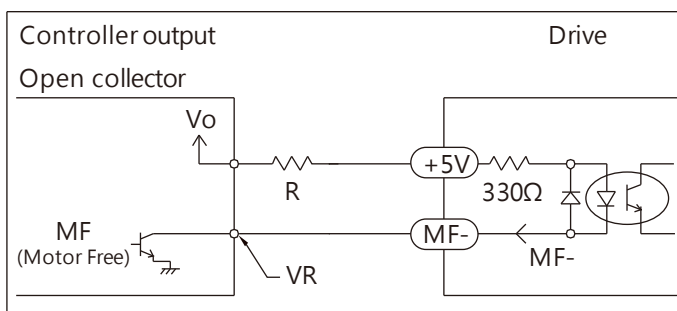 Controller output
Drive
Open collector
Vo
+5V
R
330Ω
MF
(Motor Free)
MF-
MF-
VR